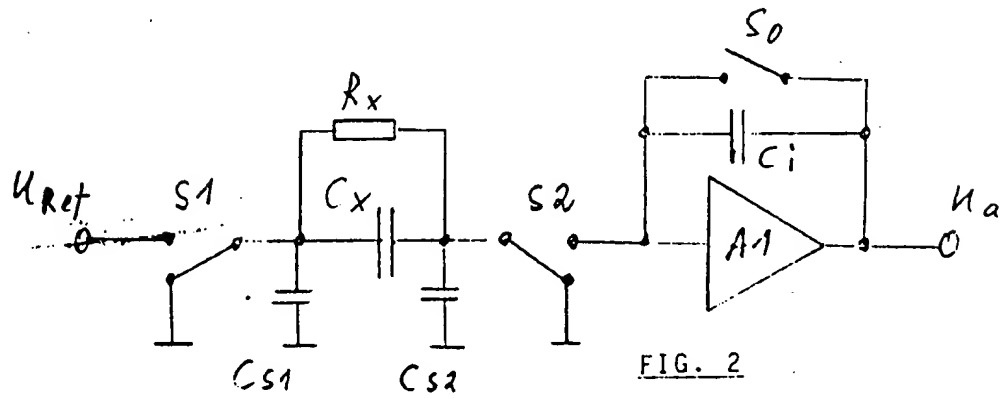 S0
Rx
Ci
URef
S1
Cx
S2
A1
Ua
Cs1
Cs2
FIG. 2